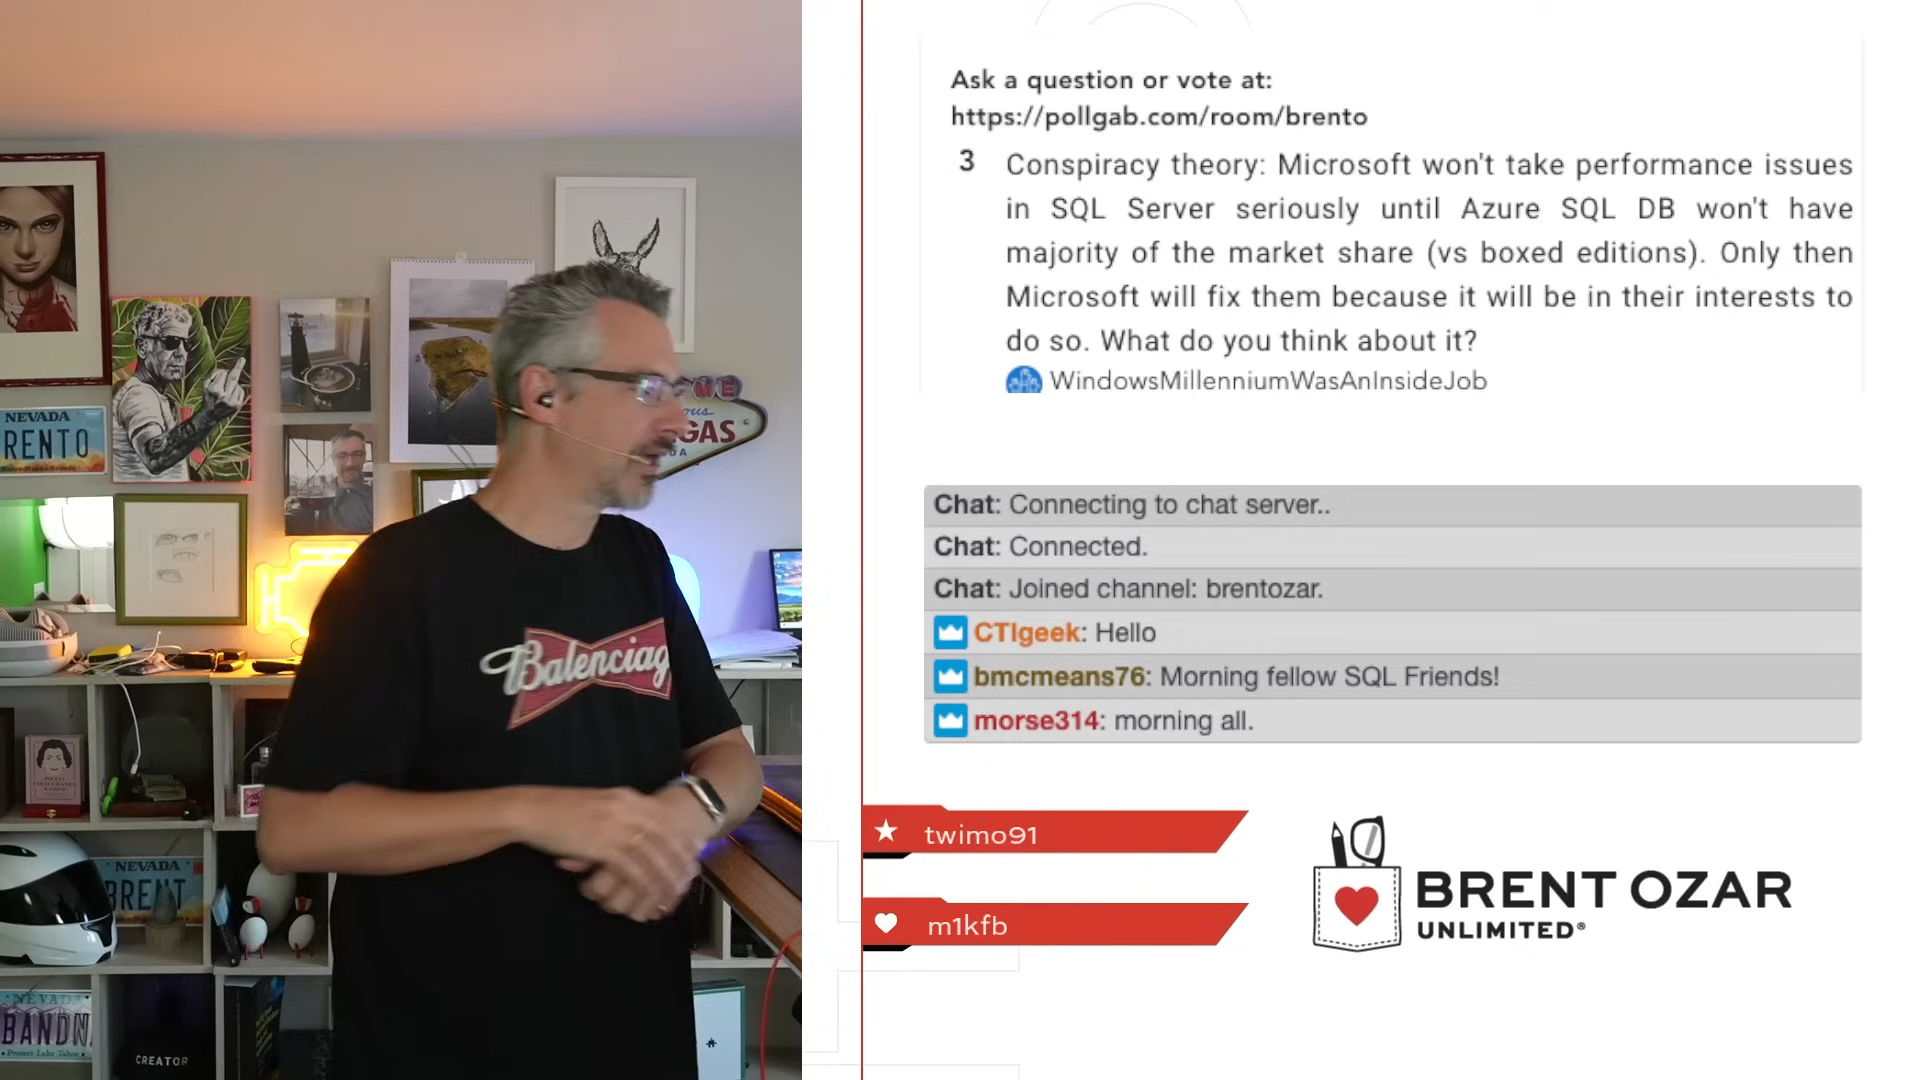 Ask a question or vote at:
https://pollgab.com/room/brento
3
Conspiracy theory: Microsoft won't take performance issues
in SQL Server seriously until Azure SQL DB won't have
majority of the market share (vs boxed editions). Only then
Microsoft will fix them because it will be in their interests to
do so. What do you think about it?
WindowsMillenniumWasAnInsideJob
Chat: Connecting to chat server..
Chat: Connected.
Chat: Joined channel: brentozar.
CTIgeek: Hello
bmcmeans76: Morning fellow SQL Friends!
morse314: morning all.
twimo91
m1kfb
BRENT OZAR
UNLIMITED®
NEVADA
RENTO
ME
GAS
DA
Balenciag
NEVADA
BRENT
NEVADA
BANDN
CREATOR